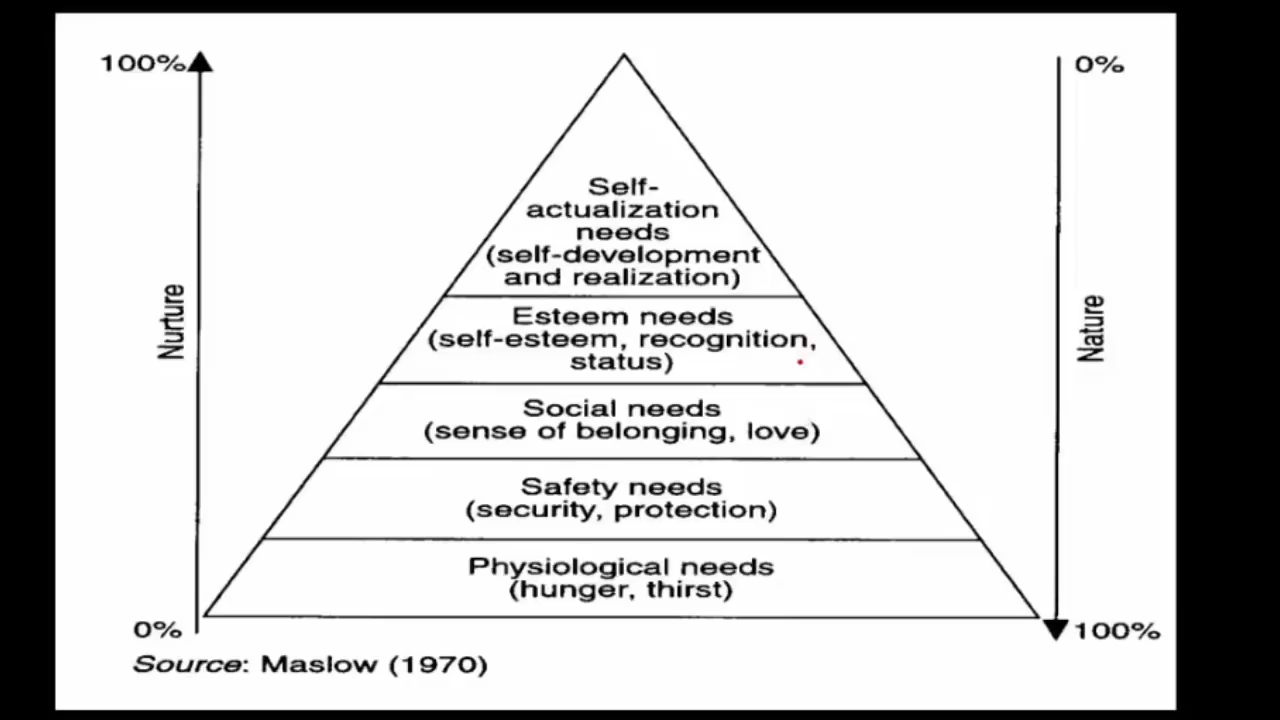 100%
0%
Self-
actualization
needs
(self-development
and realization)
Nurture
Nature
Esteem needs
(self-esteem, recognition,
status)
Social needs
(sense of belonging, love)
Safety needs
(security, protection)
Physiological needs
(hunger, thirst)
0%
100%
Source: Maslow (1970)